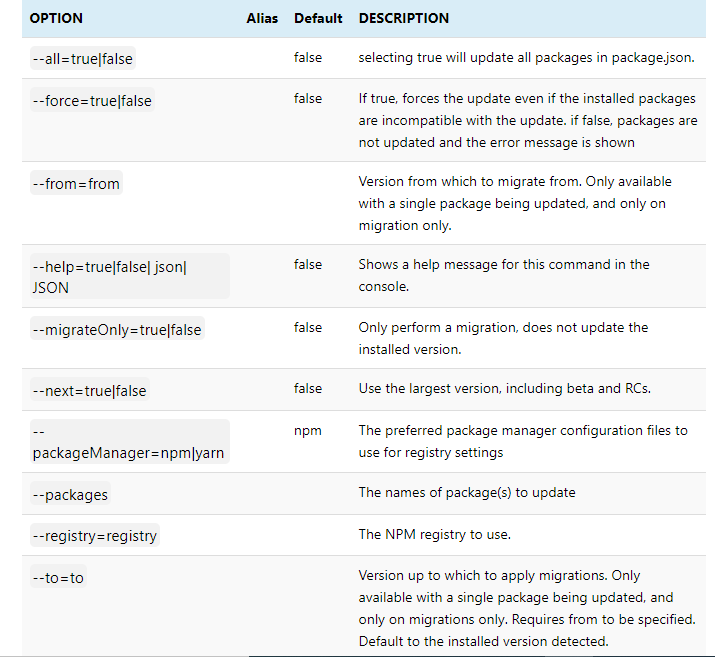 OPTION Alias Default DESCRIPTION
--all=true|false false selecting true will update all packages in package.json.
--force=true|false false If true, forces the update even if the installed packages
are incompatible with the update. if false, packages are
not updated and the error message is shown
--from=from Version from which to migrate from. Only available
with a single package being updated, and only on
migration only.
--help=true|false| json| false Shows a help message for this command in the
JSON console.
--migrateOnly=true|false false Only perform a migration, does not update the
installed version.
--next=true|false false Use the largest version, including beta and RCs.
-- npm The preferred package manager configuration files to
packageManager=npm|yarn use for registry settings
--packages The names of package(s) to update
--registry=registry The NPM registry to use.
--to=to Version up to which to apply migrations. Only
available with a single package being updated, and
only on migrations only. Requires from to be specified.
Default to the installed version detected.